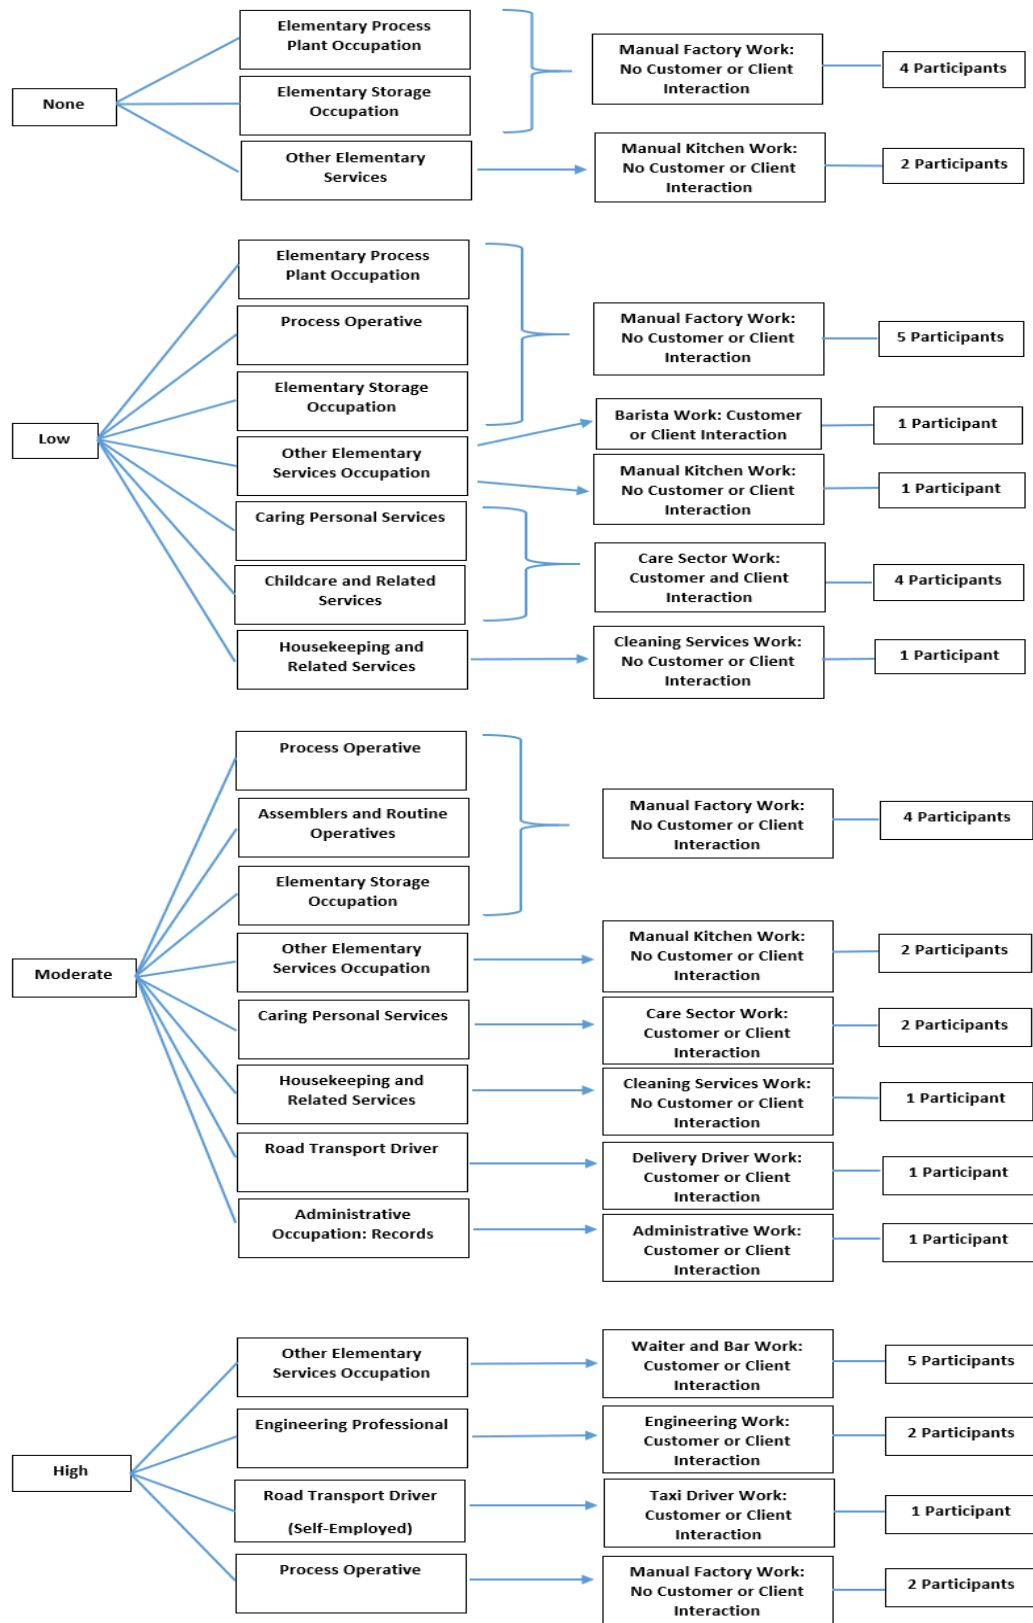 None
Elementary Process
Plant Occupation
Elementary Storage
Occupation
Other Elementary
Services
Manual Factory Work:
No Customer or Client
Interaction
4 Participants
Manual Kitchen Work:
No Customer or Client
Interaction
2 Participants
Low
Elementary Process
Plant Occupation
Process Operative
Elementary Storage
Occupation
Other Elementary
Services Occupation
Caring Personal Services
Childcare and Related
Services
Housekeeping and
Related Services
Manual Factory Work:
No Customer or Client
Interaction
5 Participants
Barista Work: Customer
or Client Interaction
1 Participant
Manual Kitchen Work:
No Customer or Client
Interaction
1 Participant
Care Sector Work:
Customer and Client
Interaction
4 Participants
Cleaning Services Work:
No Customer or Client
Interaction
1 Participant
Moderate
Process Operative
Assemblers and Routine
Operatives
Elementary Storage
Occupation
Other Elementary
Services Occupation
Caring Personal Services
Housekeeping and
Related Services
Road Transport Driver
Administrative
Occupation: Records
Manual Factory Work:
No Customer or Client
Interaction
4 Participants
Manual Kitchen Work:
No Customer or Client
Interaction
2 Participants
Care Sector Work:
Customer or Client
Interaction
2 Participants
Cleaning Services Work:
No Customer or Client
Interaction
1 Participant
Delivery Driver Work:
Customer or Client
Interaction
1 Participant
Administrative Work:
Customer or Client
Interaction
1 Participant
High
Other Elementary
Services Occupation
Engineering Professional
Road Transport Driver
(Self-Employed)
Process Operative
Waiter and Bar Work:
Customer or Client
Interaction
5 Participants
Engineering Work:
Customer or Client
Interaction
2 Participants
Taxi Driver Work:
Customer or Client
Interaction
1 Participant
Manual Factory Work:
No Customer or Client
Interaction
2 Participants